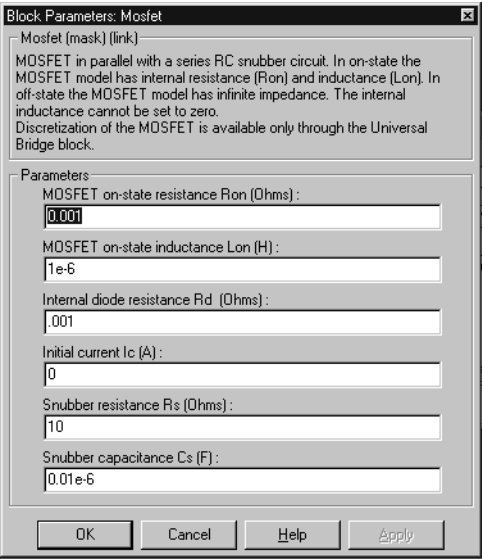 Block Parameters: Mosfet
Mosfet (mask) (link)
MOSFET in parallel with a series RC snubber circuit. In on-state the
MOSFET model has internal resistance (Ron) and inductance (Lon). In
off-state the MOSFET model has infinite impedance. The internal
inductance cannot be set to zero.
Discretization of the MOSFET is available only through the Universal
Bridge block.
Parameters
MOSFET on-state resistance Ron (Ohms) :
0.001
MOSFET on-state inductance Lon (H) :
1e-6
Internal diode resistance Rd (Ohms) :
.001
Initial current Ic (A) :
0
Snubber resistance Rs (Ohms) :
10
Snubber capacitance Cs (F) :
0.01e-6
OK Cancel Help Apply